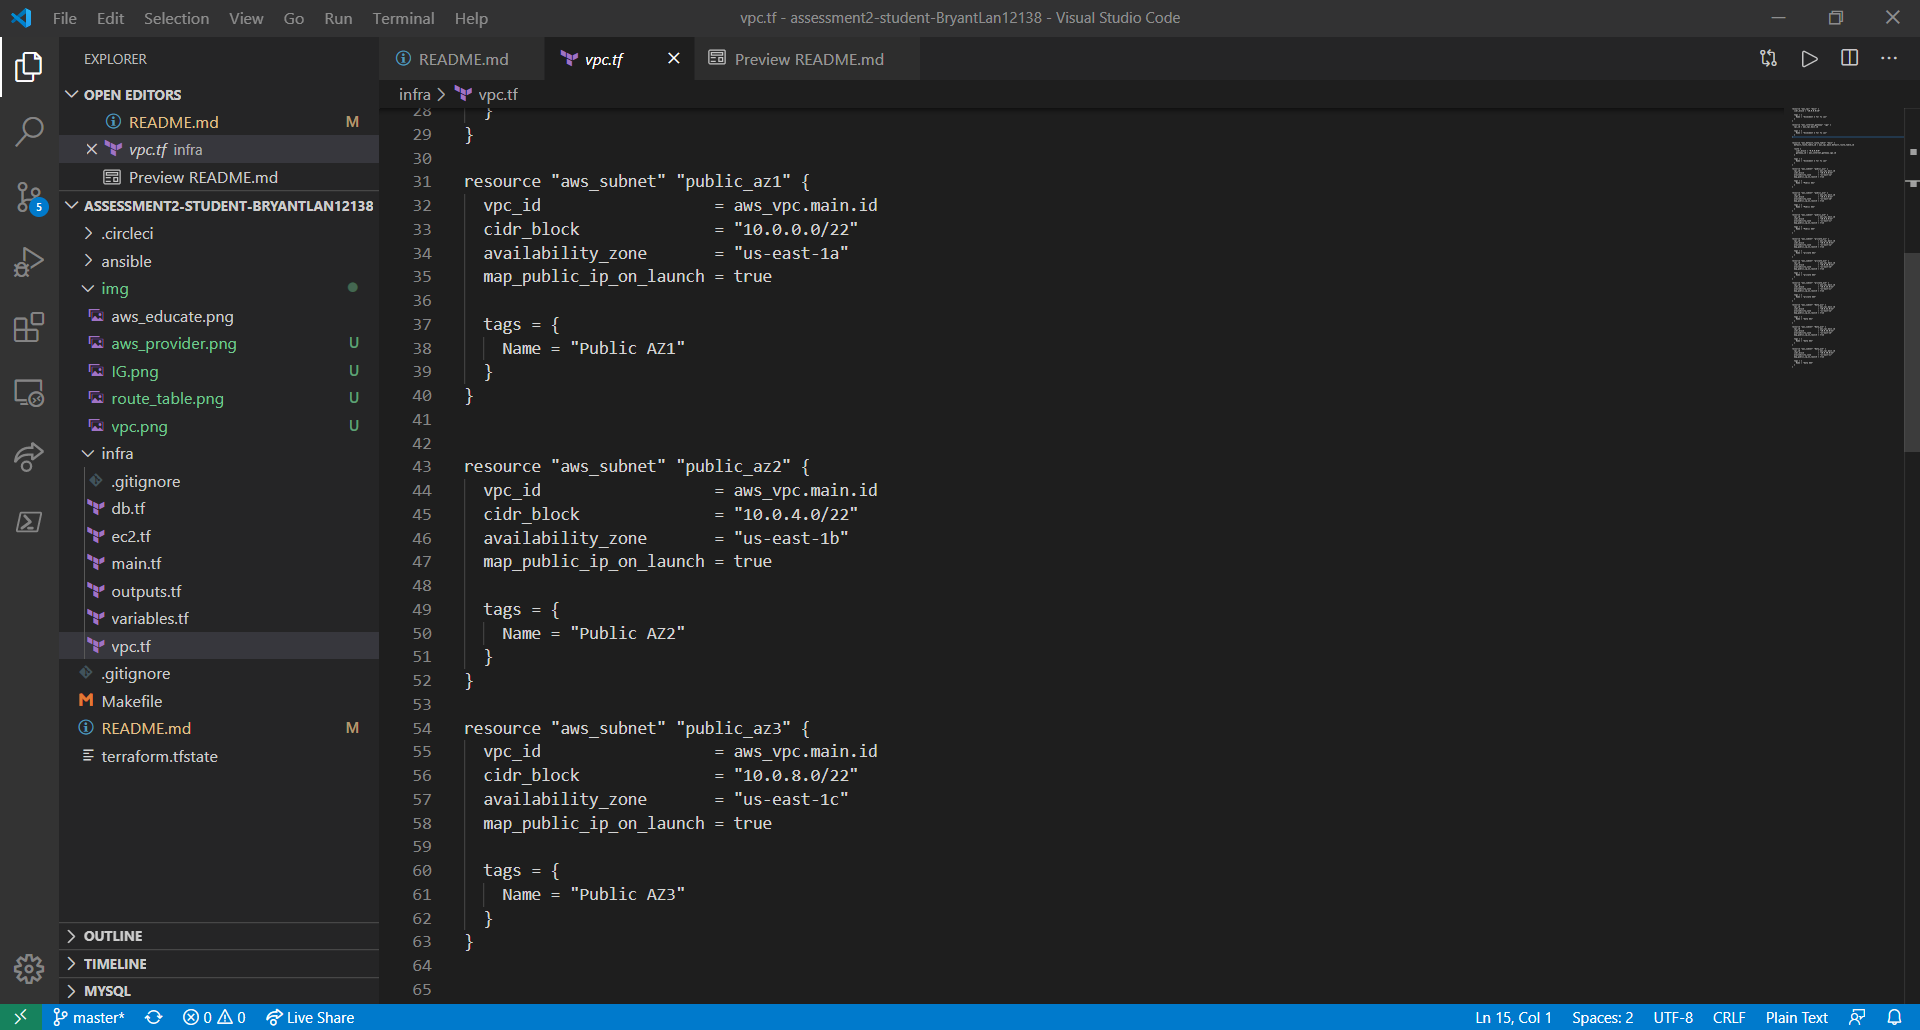 File Edit Selection View Go Run Terminal Help
vpc.tf - assessment2-student-BryantLan12138 - Visual Studio Code
EXPLORER
OPEN EDITORS
README.md M
vpc.tf infra
Preview README.md
ASSESSMENT2-STUDENT-BRYANTLAN12138
.circleci
ansible
img
aws_educate.png
aws_provider.png U
IG.png U
route_table.png U
vpc.png U
infra
.gitignore
db.tf
ec2.tf
main.tf
outputs.tf
variables.tf
vpc.tf
.gitignore
M Makefile
README.md M
terraform.tfstate
OUTLINE
TIMELINE
MYSQL
5
README.md
vpc.tf
Preview README.md
infra > vpc.tf
28 }
29 }
30
31 resource "aws_subnet" "public_az1" {
32 vpc_id = aws_vpc.main.id
33 cidr_block = "10.0.0.0/22"
34 availability_zone = "us-east-1a"
35 map_public_ip_on_launch = true
36
37 tags = {
38 Name = "Public AZ1"
39 }
40 }
41
42
43 resource "aws_subnet" "public_az2" {
44 vpc_id = aws_vpc.main.id
45 cidr_block = "10.0.4.0/22"
46 availability_zone = "us-east-1b"
47 map_public_ip_on_launch = true
48
49 tags = {
50 Name = "Public AZ2"
51 }
52 }
53
54 resource "aws_subnet" "public_az3" {
55 vpc_id = aws_vpc.main.id
56 cidr_block = "10.0.8.0/22"
57 availability_zone = "us-east-1c"
58 map_public_ip_on_launch = true
59
60 tags = {
61 Name = "Public AZ3"
62 }
63 }
64
65
master* 0 0 Live Share
Ln 15, Col 1 Spaces: 2 UTF-8 CRLF Plain Text